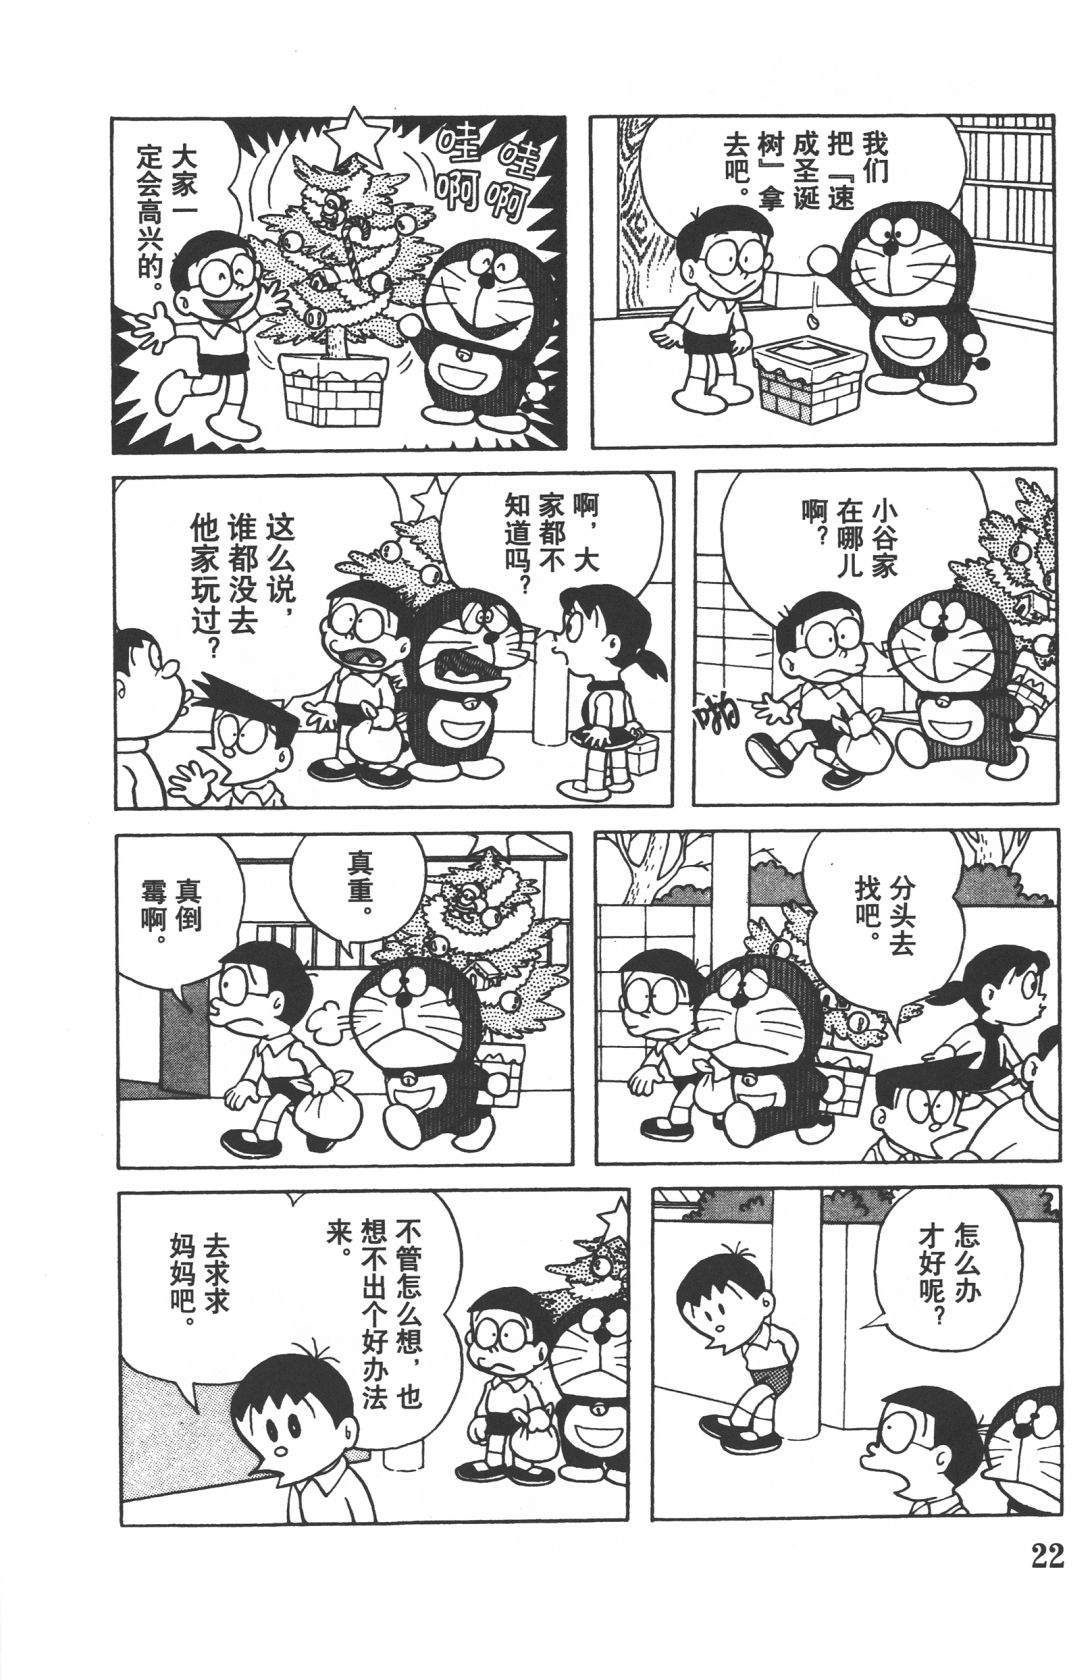 我们
把『速
成圣诞
树』拿
去吧。
大家一
定会高兴的。
哇
啊
哇
啊
小谷家
在哪儿
啊？
啪
啊，大
家都不
知道吗？
这么说，
谁都没去
他家玩过？
分头去
找吧。
真重。
真倒
霉啊。
怎么办
才好呢？
不管怎么想，也
想不出个好办法
来。
去求求
妈妈吧。
22